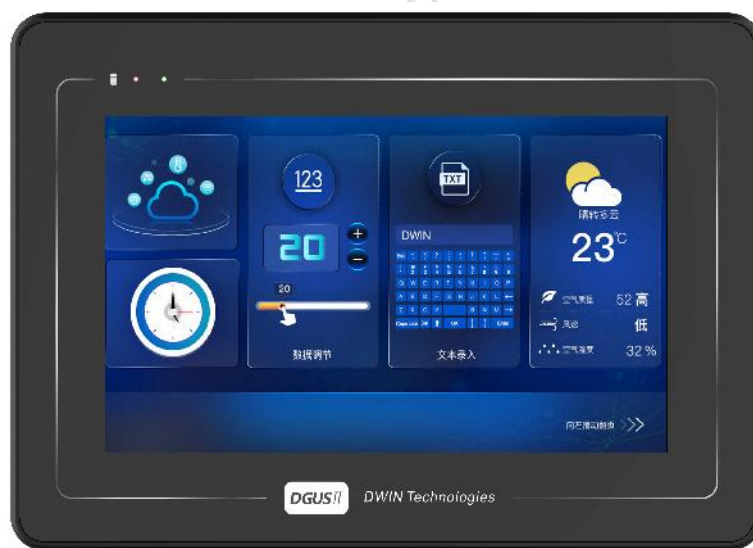 123
20
20
数据调节
TXT
DWIN
文本录入
晴转多云
23℃
空气质量 52 高
风速 低
空气湿度 32 %
向左滑动翻页 >>>
DGUS II DWIN Technologies